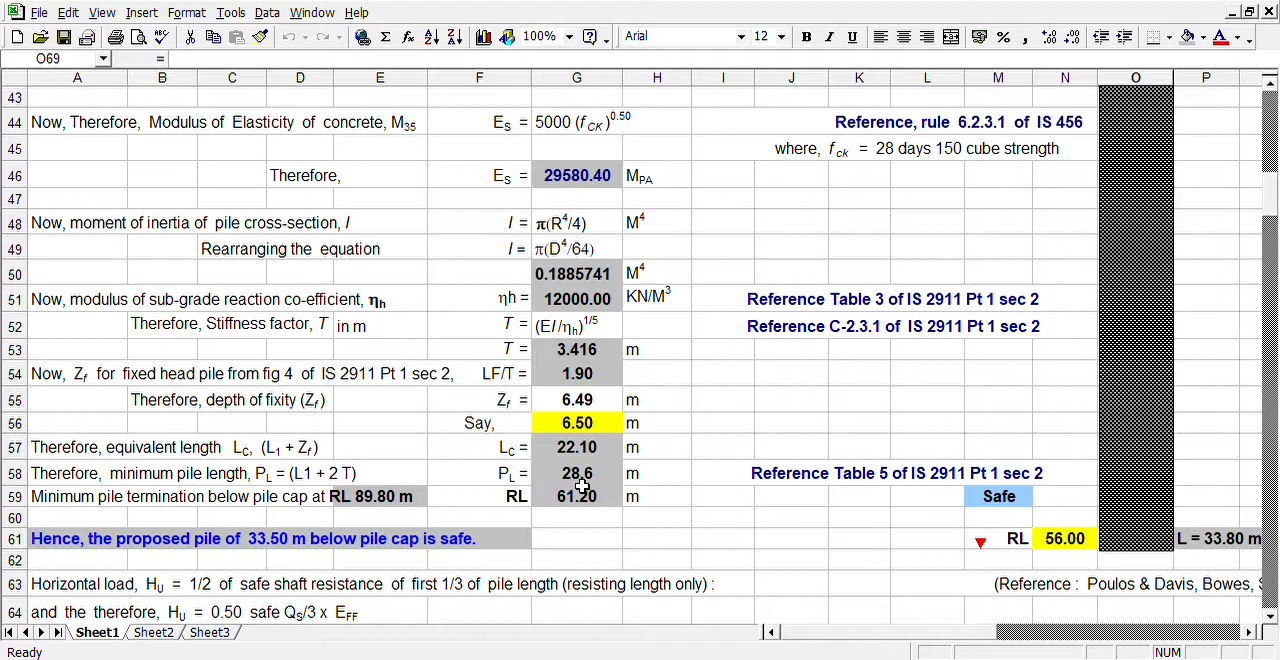 File Edit View Insert Format Tools Data Window Help
100% Arial 12 B I U
O69 =
A B C D E F G H I J K L M N O P
43
44 Now, Therefore, Modulus of Elasticity of concrete, M35 ES = 5000 (fCK)^0.50 Reference, rule 6.2.3.1 of IS 456
45 where, fck = 28 days 150 cube strength
46 Therefore, ES = 29580.40 MPA
47
48 Now, moment of inertia of pile cross-section, I I = π(R^4/4) M^4
49 Rearranging the equation I = π(D^4/64)
50 0.1885741 M^4
51 Now, modulus of sub-grade reaction co-efficient, ηh ηh = 12000.00 KN/M^3 Reference Table 3 of IS 2911 Pt 1 sec 2
52 Therefore, Stiffness factor, T in m T = (EI/ηh)^1/5 Reference C-2.3.1 of IS 2911 Pt 1 sec 2
53 T = 3.416 m
54 Now, Zf for fixed head pile from fig 4 of IS 2911 Pt 1 sec 2, LF/T = 1.90
55 Therefore, depth of fixity (Zf) Zf = 6.49 m
56 Say, 6.50 m
57 Therefore, equivalent length LC, (L1 + Zf) LC = 22.10 m
58 Therefore, minimum pile length, PL = (L1 + 2 T) PL = 28.6 m Reference Table 5 of IS 2911 Pt 1 sec 2
59 Minimum pile termination below pile cap at RL 89.80 m RL 61.20 m Safe
60
61 Hence, the proposed pile of 33.50 m below pile cap is safe. RL 56.00 L = 33.80 m
62
63 Horizontal load, HU = 1/2 of safe shaft resistance of first 1/3 of pile length (resisting length only) : (Reference : Poulos & Davis, Bowes,
64 and the therefore, HU = 0.50 safe QS/3 x EFF
Sheet1 Sheet2 Sheet3
Ready NUM